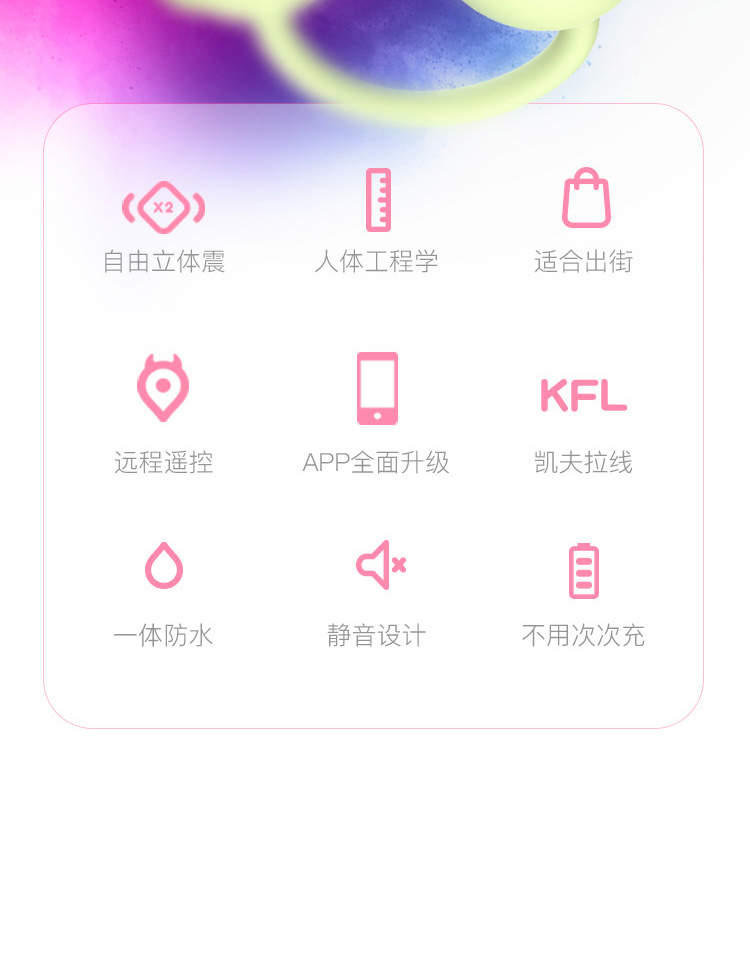 X2
自由立体震
人体工程学
适合出街
远程遥控
APP全面升级
KFL
凯夫拉线
一体防水
静音设计
不用次次充